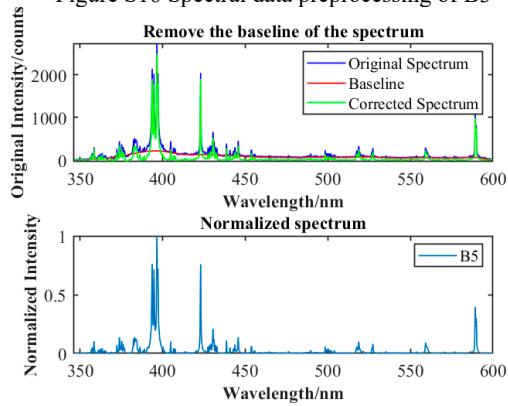 Figure S10 Spectral data preprocessing of B5
Remove the baseline of the spectrum
Original Intensity/counts
2000
1000
0
Original Spectrum
Baseline
Corrected Spectrum
350 400 450 500 550 600
Wavelength/nm
Normalized spectrum
Normalized Intensity
1
0.5
0
B5
350 400 450 500 550 600
Wavelength/nm